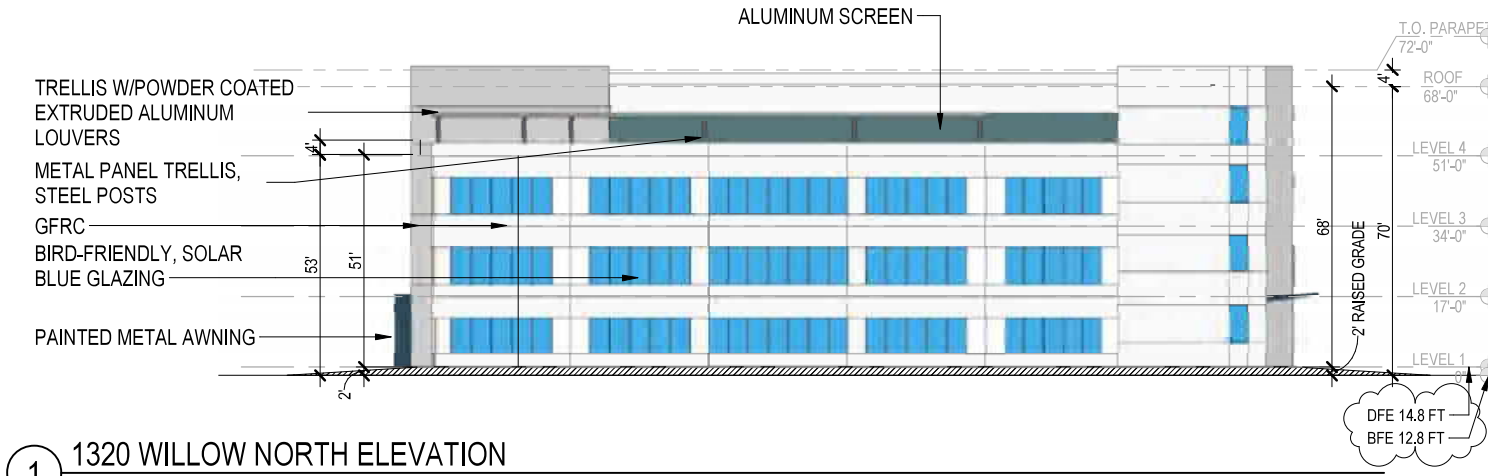 ALUMINUM SCREEN
T.O. PARAPET
72'-0"
TRELLIS W/POWDER COATED
EXTRUDED ALUMINUM
LOUVERS
4'
ROOF
68'-0"
4'
METAL PANEL TRELLIS,
STEEL POSTS
LEVEL 4
51'-0"
GFRC
LEVEL 3
34'-0"
BIRD-FRIENDLY, SOLAR
BLUE GLAZING
53'
51'
68'
70'
2' RAISED GRADE
LEVEL 2
17'-0"
PAINTED METAL AWNING
LEVEL 1
0"
2'
DFE 14.8 FT
BFE 12.8 FT
1
1320 WILLOW NORTH ELEVATION